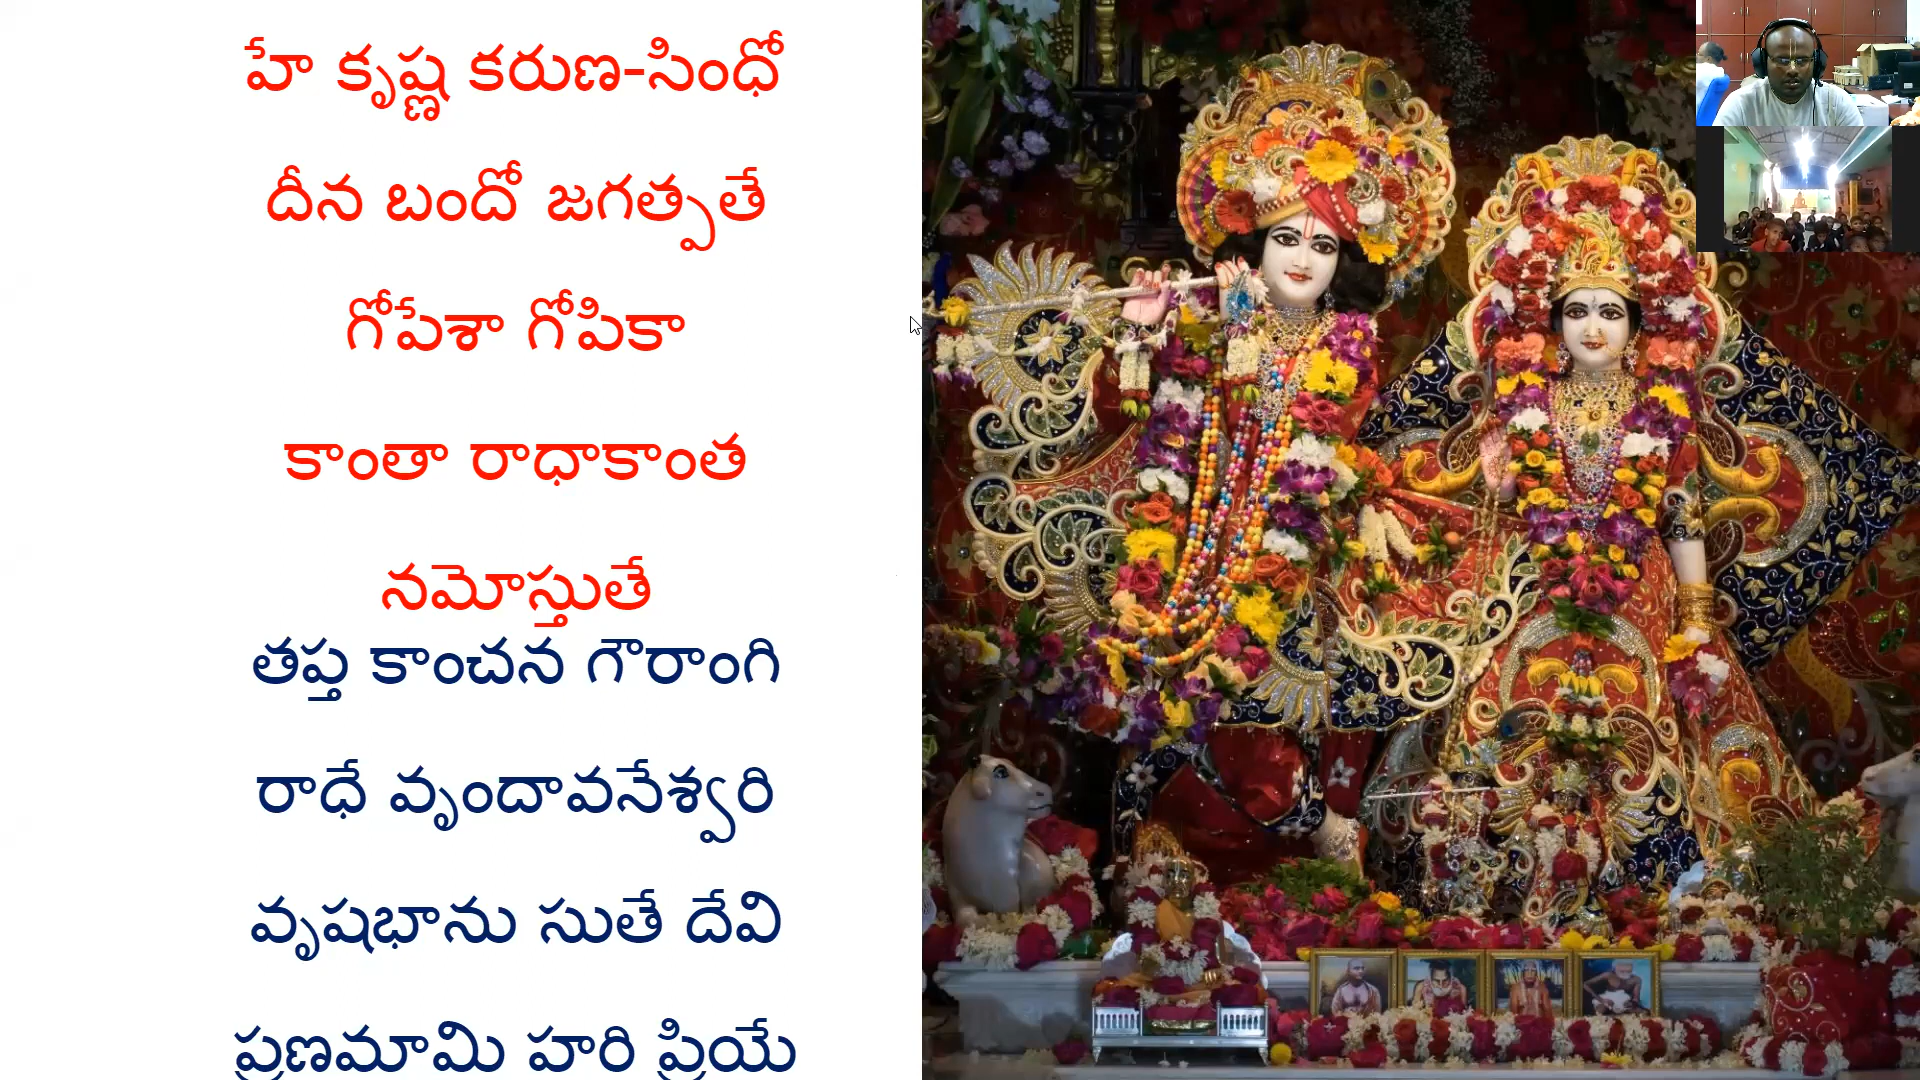 హే కృష్ణ కరుణ-సింధో
దీన బందో జగత్పతే
గోపేశా గోపికా
కాంతా రాధాకాంత
నమోస్తుతే
తప్త కాంచన గౌరాంగి
రాధే వృందావనేశ్వరి
వృషభాను సుతే దేవి
ప్రణమామి హరి ప్రియే